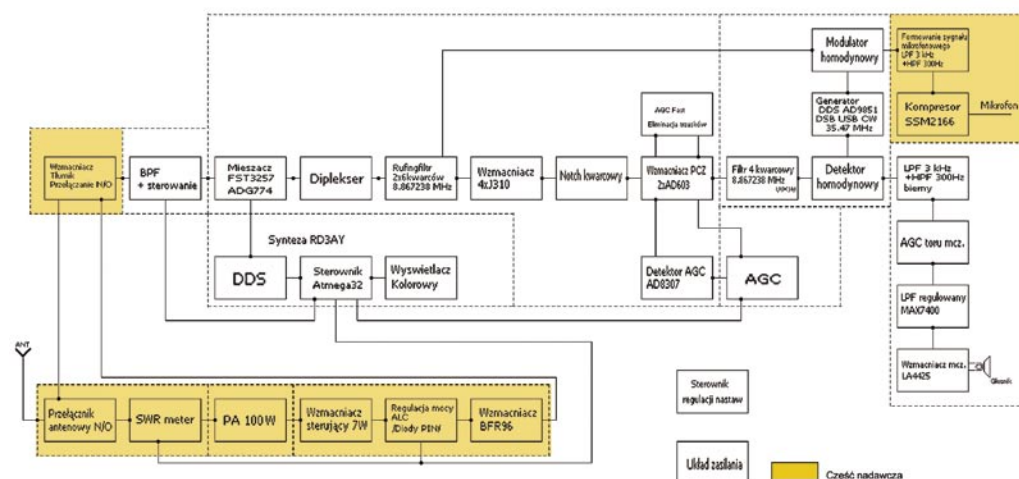 Modulator
homodynowy
Formowanie sygnału
mikrofonowego
LPF 3 kHz
+HPF 300Hz
Generator
DDS AD9851
DSB USB CW
35.47 MHz
Kompresor
SSM2166
Mikrofon
AGC Fast
Eliminacja trzasków
Wzmacniacz
Tłumik
Przełączanie N/O
BPF
+ sterowanie
Mieszacz
FST3257
ADG774
Diplekser
Rufingfiltr
2x6kwarców
8.867238 MHz
Wzmacniacz
4xJ310
Notch kwarcowy
Wzmacniacz PCZ
2xAD603
Filtr 4 kwarcowy
8.867238 MHz
Detektor
homodynowy
LPF 3 kHz
+HPF 300Hz
bierny
Synteza RD3AY
DDS
Sterownik
Atmega32
Wyswietlacz
Kolorowy
Detektor AGC
AD8307
AGC
AGC toru mcz.
LPF regulowany
MAX7400
Wzmacniacz mcz.
LA4425
Głośnik
ANT
Przełącznik
antenowy N/O
SWR meter
PA 100W
Wzmacniacz
sterujący 7W
Regulacja mocy
ALC
/Diody PIN/
Wzmacniacz
BFR96
Sterownik
regulacji nastaw
Układ zasilania
Cześć nadawcza